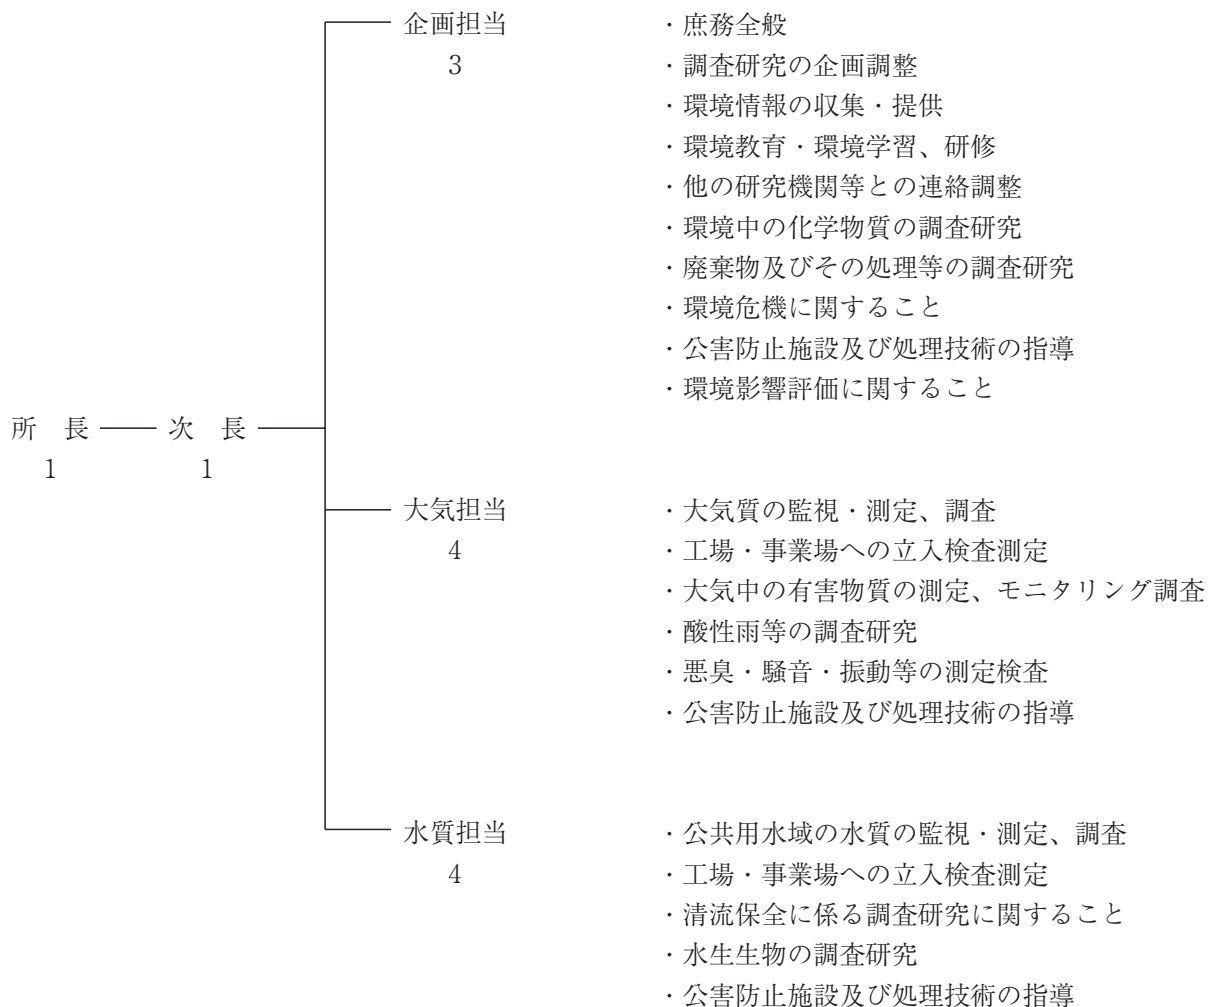 企画担当
3
・庶務全般
・調査研究の企画調整
・環境情報の収集・提供
・環境教育・環境学習、研修
・他の研究機関等との連絡調整
・環境中の化学物質の調査研究
・廃棄物及びその処理等の調査研究
・環境危機に関すること
・公害防止施設及び処理技術の指導
・環境影響評価に関すること
所　長
1
次　長
1
大気担当
4
・大気質の監視・測定、調査
・工場・事業場への立入検査測定
・大気中の有害物質の測定、モニタリング調査
・酸性雨等の調査研究
・悪臭・騒音・振動等の測定検査
・公害防止施設及び処理技術の指導
水質担当
4
・公共用水域の水質の監視・測定、調査
・工場・事業場への立入検査測定
・清流保全に係る調査研究に関すること
・水生生物の調査研究
・公害防止施設及び処理技術の指導